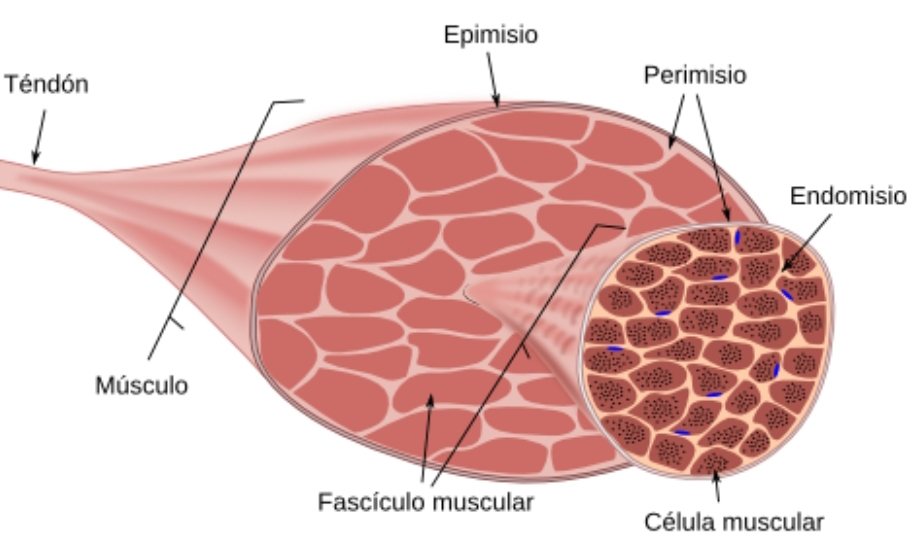 Epimisio
Perimisio
Téndón
Endomisio
Músculo
Fascículo muscular
Célula muscular